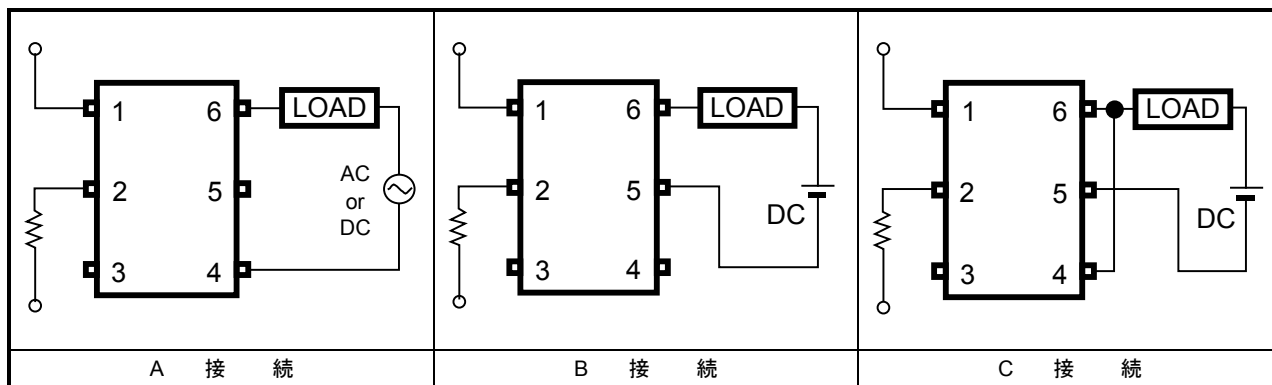 1 6 LOAD
2 5 AC or DC
3 4
A 接 続
1 6 LOAD
2 5 DC
3 4
B 接 続
1 6 LOAD
2 5 DC
3 4
C 接 続